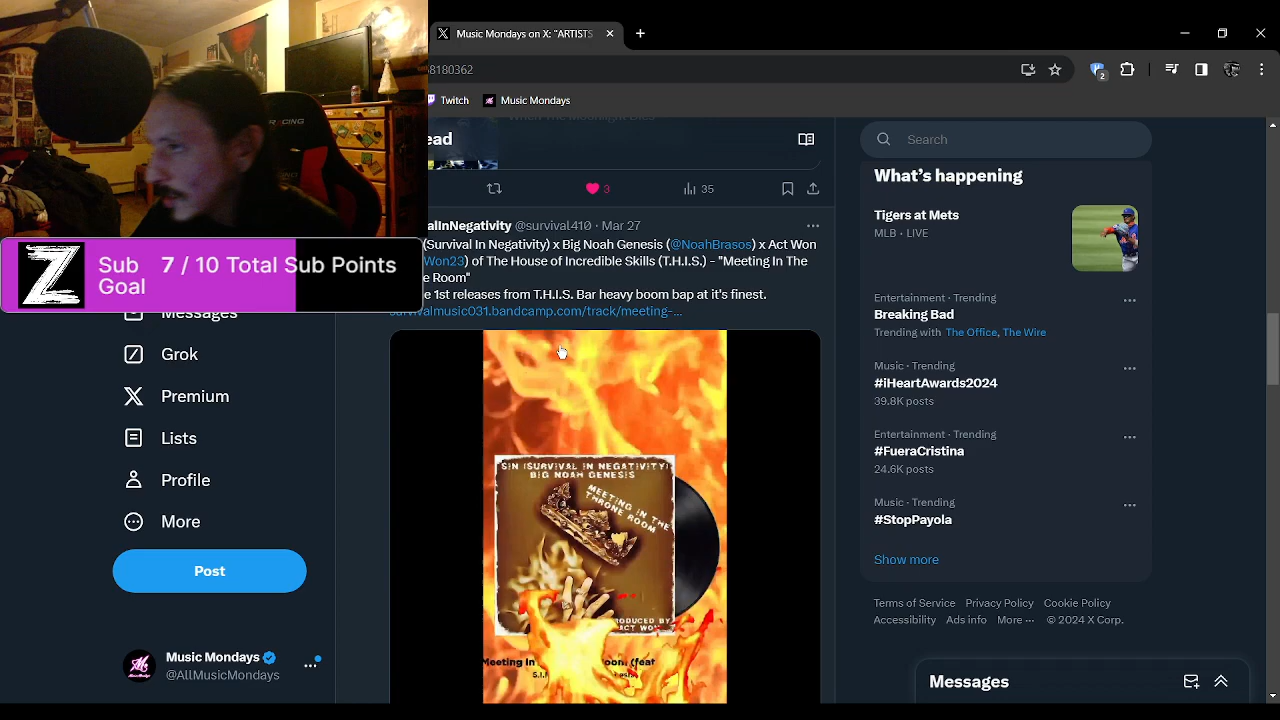 Music Mondays on X: "ARTISTS
8180362
2
Twitch
Music Mondays
ead
3
35
alInNegativity @survival410 · Mar 27
(Survival inNegativity) x Big Noah Genesis (@NoahBrasos) x Act Won
Won23) of The House of Incredible Skills (T.H.I.S.) - "Meeting In The
e Room"
e 1st releases from T.H.I.S. Bar heavy boom bap at it's finest.
survivalmusic031.bandcamp.com/track/meeting-...
SIN (SURVIVAL IN NEGATIVITY)
BIG NOAH GENESIS
MEETING IN THE
THRONE ROOM
ODUCED BY
ACT WON
Meeting In
oom (feat
Search
What's happening
Tigers at Mets
MLB · LIVE
Entertainment · Trending
Breaking Bad
Trending with The Office, The Wire
Music · Trending
#iHeartAwards2024
39.8K posts
Entertainment · Trending
#FueraCristina
24.6K posts
Music · Trending
#StopPayola
Show more
Terms of Service Privacy Policy Cookie Policy
Accessibility Ads info More ··· © 2024 X Corp.
Messages
RACING
Z
Sub Goal
7 / 10 Total Sub Points
Messages
Grok
Premium
Lists
Profile
More
Post
Music Mondays
@AllMusicMondays